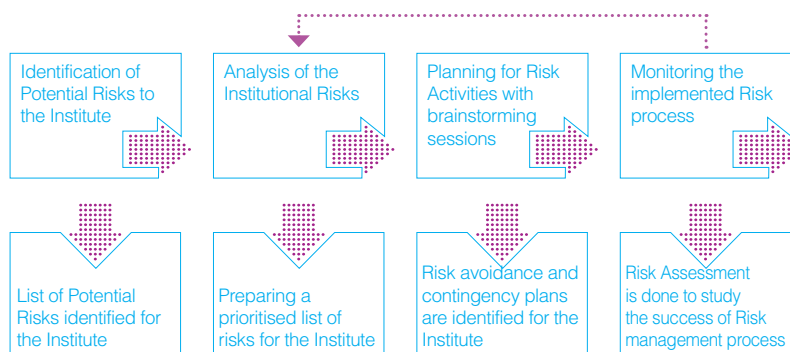 Identification of
Potential Risks to
the Institute
Analysis of the
Institutional Risks
Planning for Risk
Activities with
brainstorming
sessions
Monitoring the
implemented Risk
process
List of Potential
Risks identified for
the Institute
Preparing a
prioritised list of
risks for the Institute
Risk avoidance and
contingency plans
are identified for the
Institute
Risk Assessment
is done to study
the success of Risk
management process